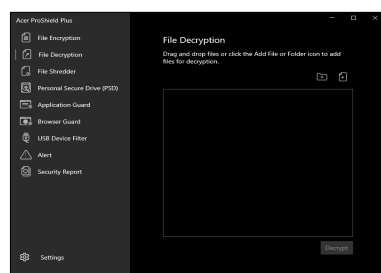 Acer ProShield Plus
File Encryption
File Decryption
File Shredder
Personal Secure Drive (PSD)
Application Guard
Browser Guard
USB Device Filter
Alert
Security Report
Settings
File Decryption
Drag and drop files or click the Add File or Folder icon to add
files for decryption.
Decrypt